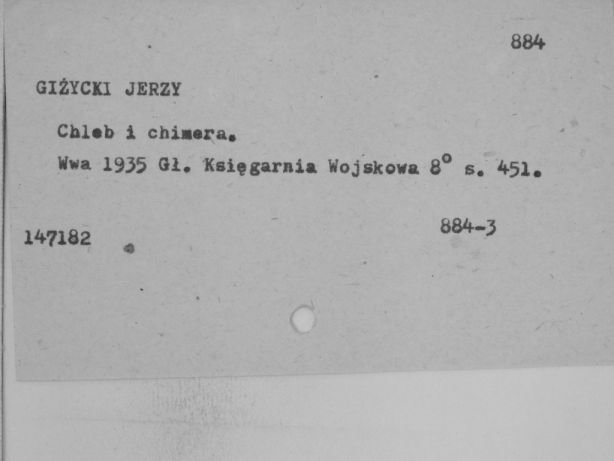 884
GIŻYCKI JERZY
Chleb i chimera.
Wwa 1935 Gł. Księgarnia Wojskowa 8° s. 451.
884-3
147182